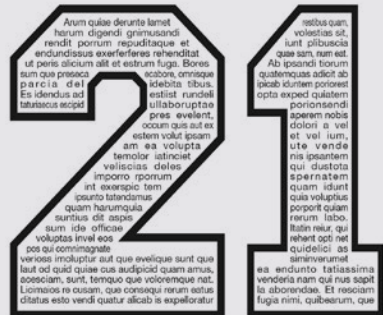 Arum quiae derunte lamet
harum digendi gnimusandi
rendit porrum repuditaque et
endundissus exerferferes rehenditat
ut peris alicium alit et estrum fuga. Bores
sum que preseca ecabore, omnisque
parcia del idebita tibus.
Es idendus ad estiist rundeli
taturiaecus escipid ullaboruptae
pres evelent,
occum quis aut ex
estem volut ipsam
am ea volupta
temolor iatinciet
veliscias deles
imporro rporrum
int exerspic tem
ipsunto tatendamus
quam harumquia
suntius dit aspis
sum ide officae
voluptas invel eos
pos qui comnimagnate
verioss imoluptur aut que evelique sunt que
laut od quid quiae cus audipicid quam amus,
acesciam, sunt, temquo que voloremque nat.
Licimaios re cusam, que consequi rerum eatus
ditatus esto vendi quatur alicab is expelloratur
restibus quam,
volestias sit,
iunt plibuscia
quae sam, num est.
Ab ipsandi tiorum
quatemquas adicit ab
ipicab iduntem poriorest
opta exped quiatem
porionsendi
aperem nobis
dolori a vel
et vel ium,
ute vende
nis ipsantem
qui dustota
spernatem
quam idunt
quia voluptius
porporit quiam
rerum labo.
Itatin reiur, qui
rehent opti net
quidelici as
siminverumet
ea endunto tatiassima
venderia nam qui nus sapit
la aborendae. Et resciam
fugia nimi, quibearum, que